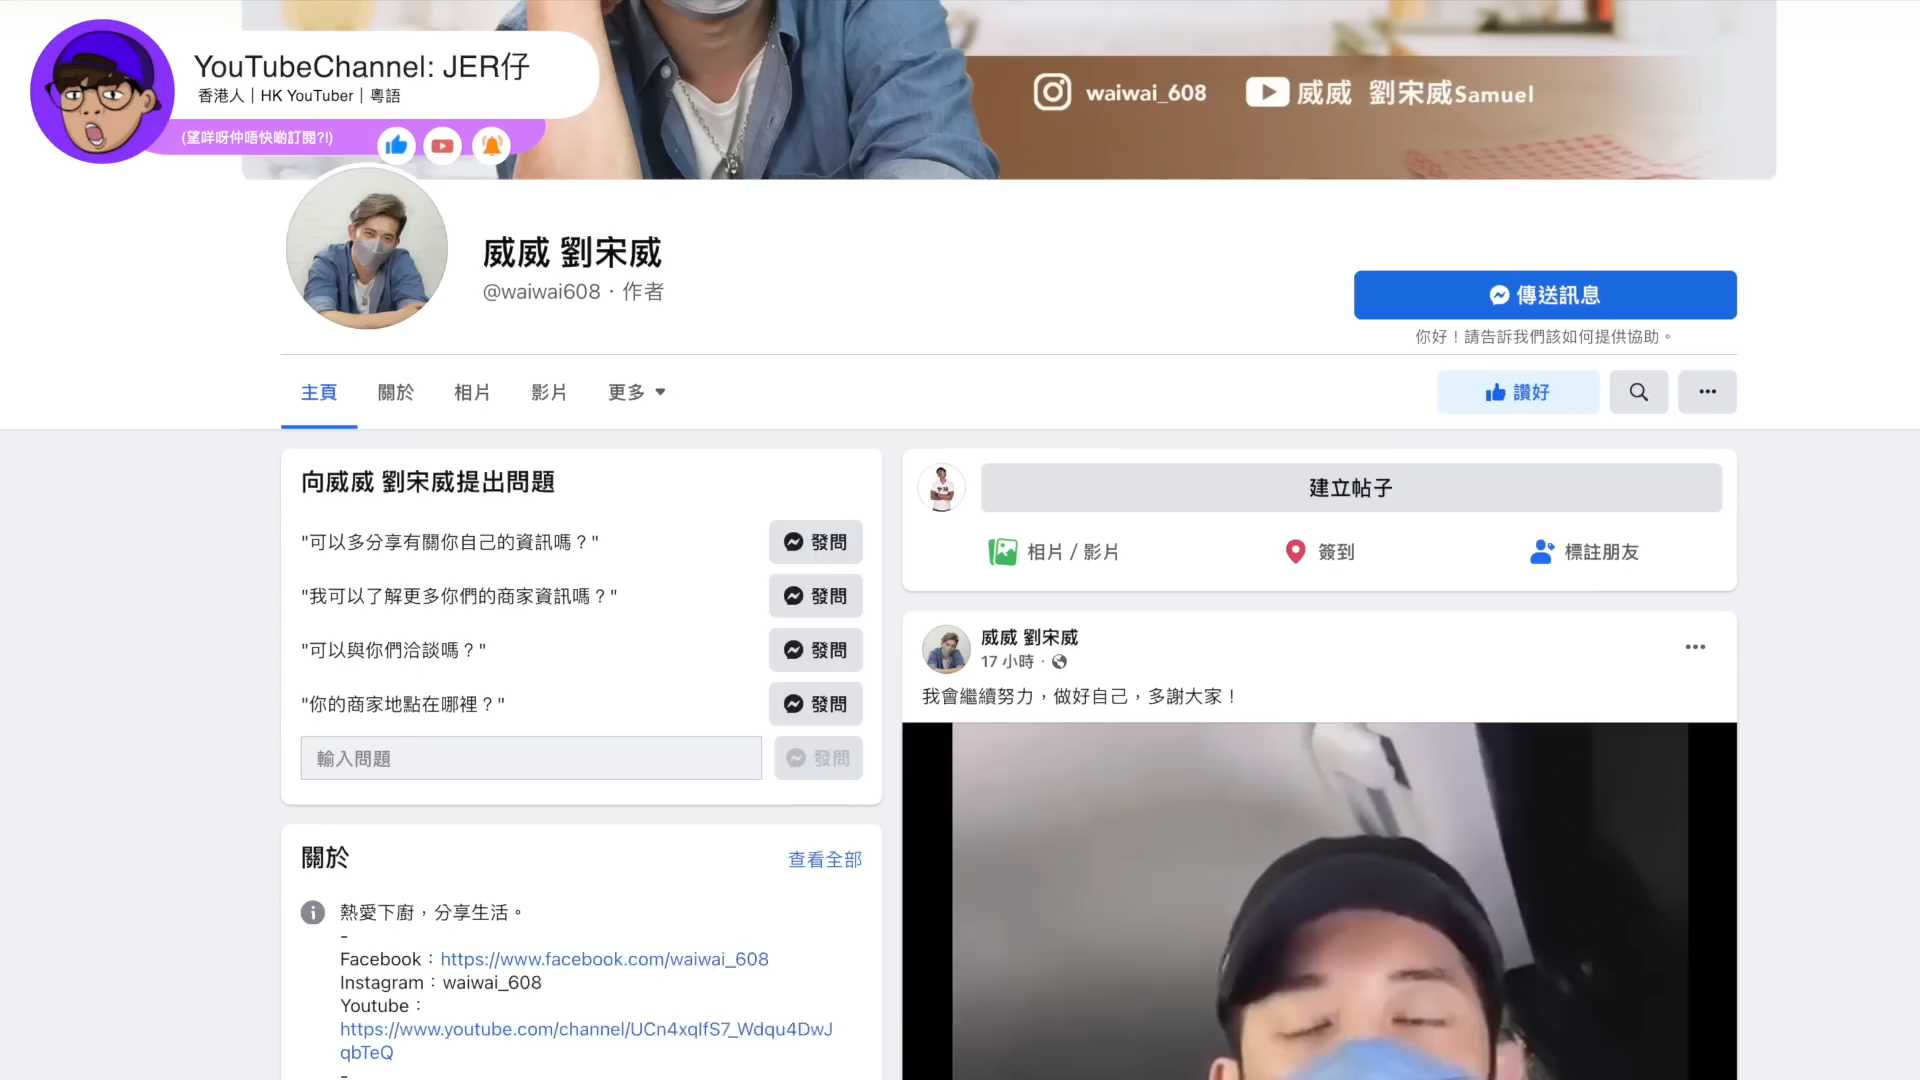 YouTubeChannel: JER仔
香港人｜HK YouTuber｜粵語
(望咩呀仲唔快啲訂閱?!)
waiwai_608
威威 劉宋威Samuel
威威 劉宋威
@waiwai608 · 作者
傳送訊息
你好！請告訴我們該如何提供協助。
主頁
關於
相片
影片
更多
讚好
向威威 劉宋威提出問題
"可以多分享有關你自己的資訊嗎？"
發問
"我可以了解更多你們的商家資訊嗎？"
發問
"可以與你們洽談嗎？"
發問
"你的商家地點在哪裡？"
發問
輸入問題
發問
關於
查看全部
熱愛下廚，分享生活。
-
Facebook：https://www.facebook.com/waiwai_608
Instagram：waiwai_608
Youtube：
https://www.youtube.com/channel/UCn4xqIfS7_Wdqu4DwJ
qbTeQ
-
建立帖子
相片 / 影片
簽到
標註朋友
威威 劉宋威
17 小時 ·
我會繼續努力，做好自己，多謝大家！